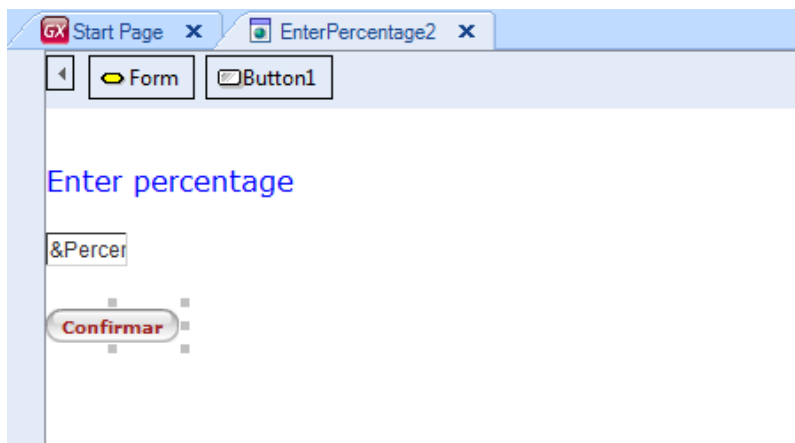 GX Start Page x EnterPercentage2 x
Form Button1
Enter percentage
&Percer
Confirmar